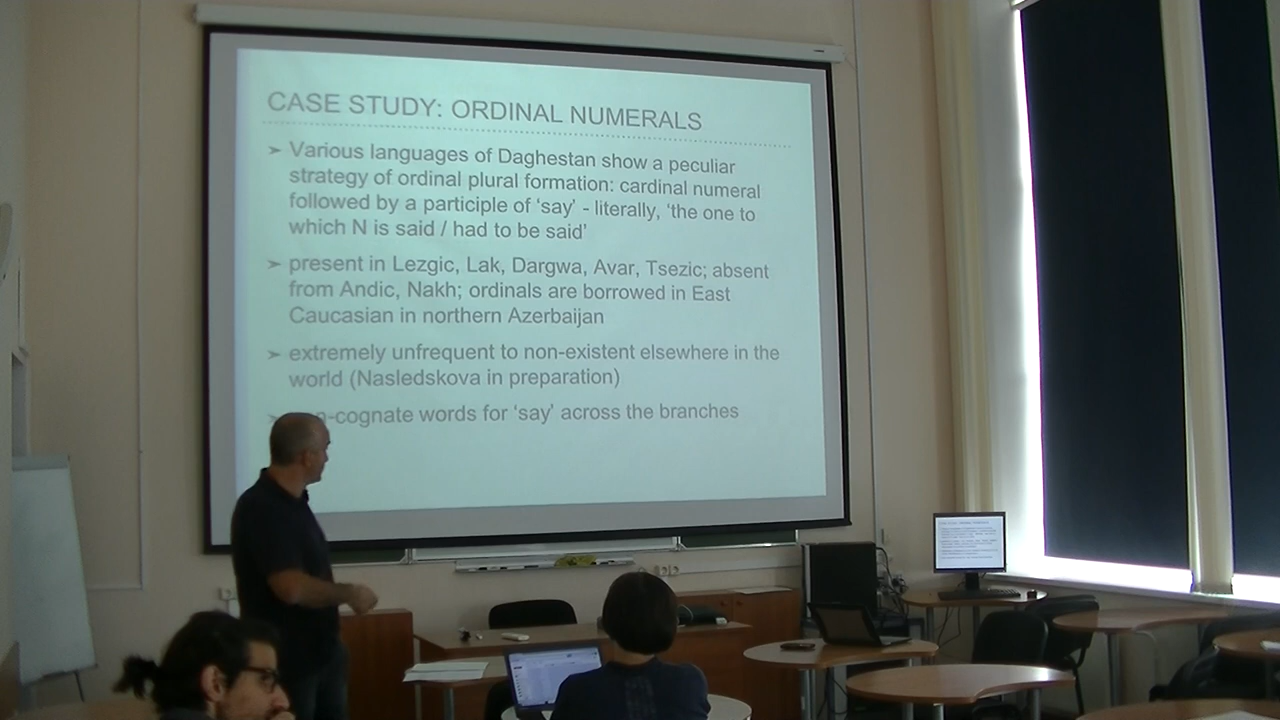 CASE STUDY: ORDINAL NUMERALS
➢ Various languages of Daghestan show a peculiar
strategy of ordinal plural formation: cardinal numeral
followed by a participle of ‘say’ - literally, ‘the one to
which N is said / had to be said’
➢ present in Lezgic, Lak, Dargwa, Avar, Tsezic; absent
from Andic, Nakh; ordinals are borrowed in East
Caucasian in northern Azerbaijan
➢ extremely unfrequent to non-existent elsewhere in the
world (Nasledskova in preparation)
➢ n-cognate words for ‘say’ across the branches